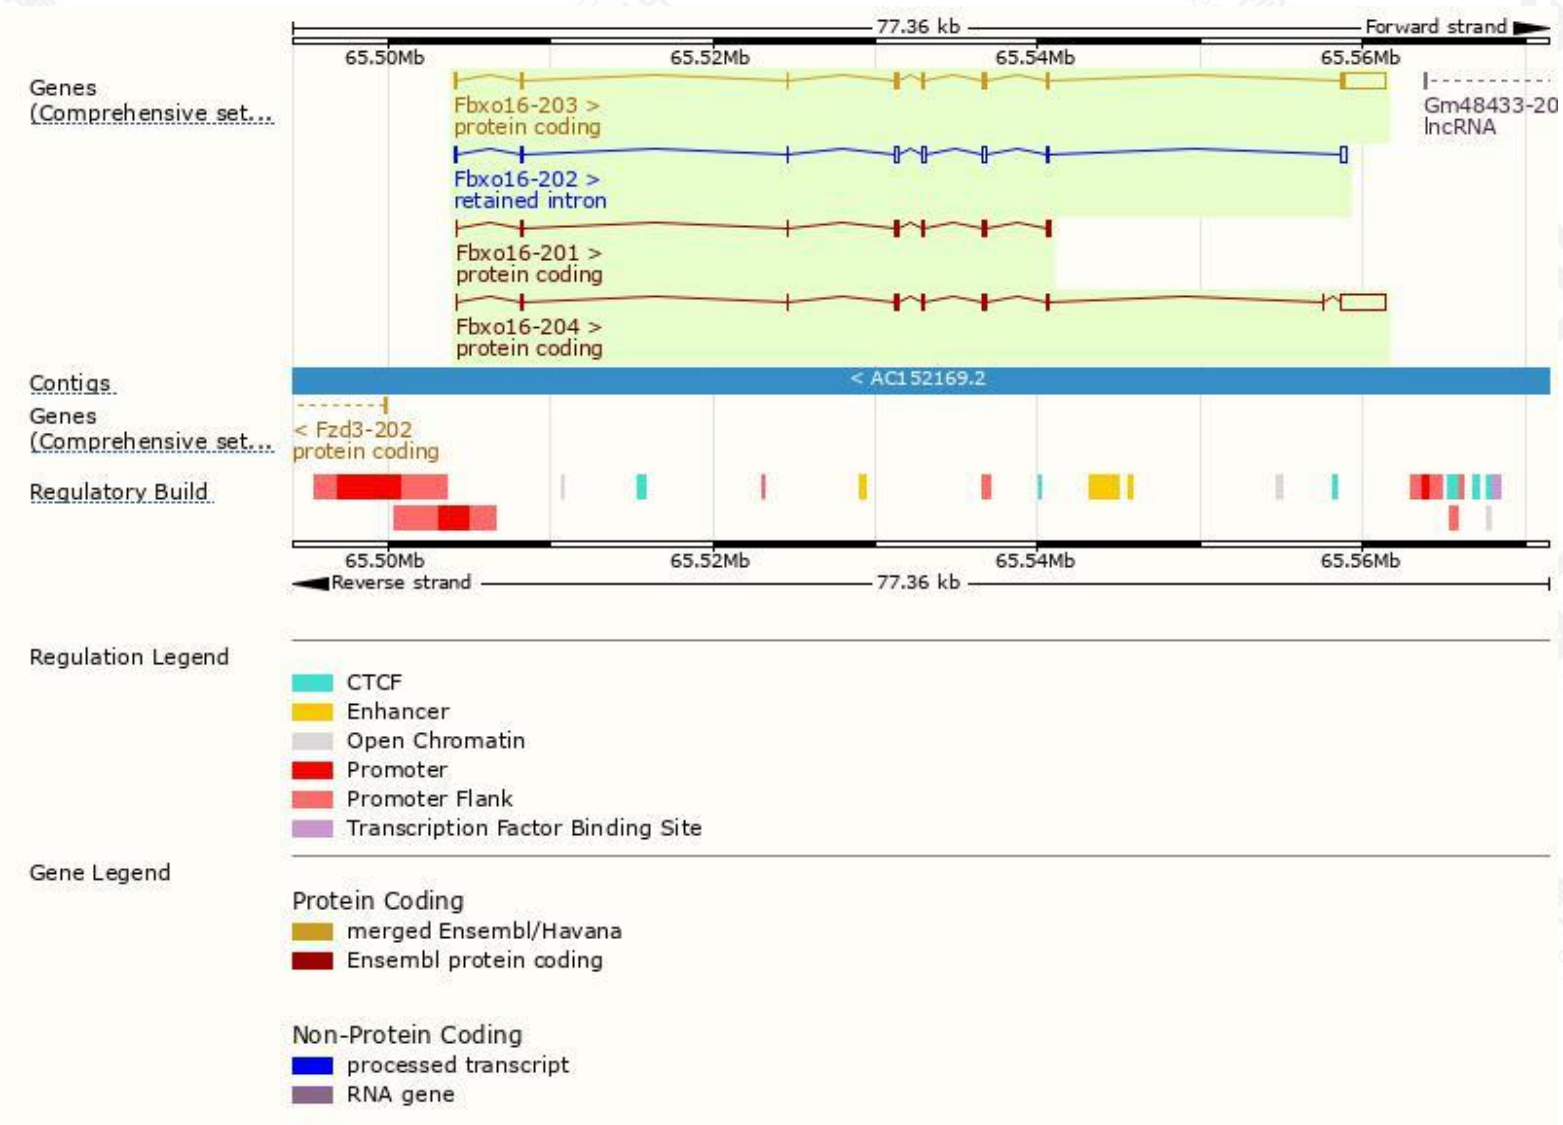 77.36 kb
Forward strand
65.50Mb 65.52Mb 65.54Mb 65.56Mb
Genes
(Comprehensive set...
Fbxo16-203 >
protein coding
Gm48433-20
lncRNA
Fbxo16-202 >
retained intron
Fbxo16-201 >
protein coding
Fbxo16-204 >
protein coding
Contigs
< AC152169.2
Genes
(Comprehensive set...
< Fzd3-202
protein coding
Regulatory Build
65.50Mb 65.52Mb 65.54Mb 65.56Mb
Reverse strand
77.36 kb
Regulation Legend
CTCF
Enhancer
Open Chromatin
Promoter
Promoter Flank
Transcription Factor Binding Site
Gene Legend
Protein Coding
merged Ensembl/Havana
Ensembl protein coding
Non-Protein Coding
processed transcript
RNA gene